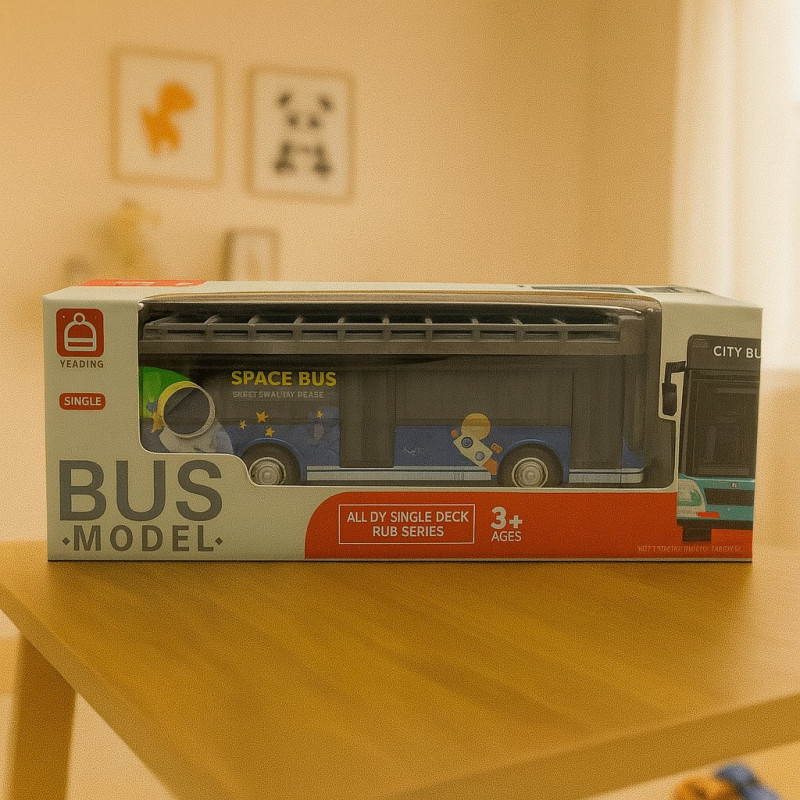 YEADING
SINGLE
BUS
·MODEL·
SPACE BUS
ALL DY SINGLE DECK
RUB SERIES
3+
AGES
CITY BU